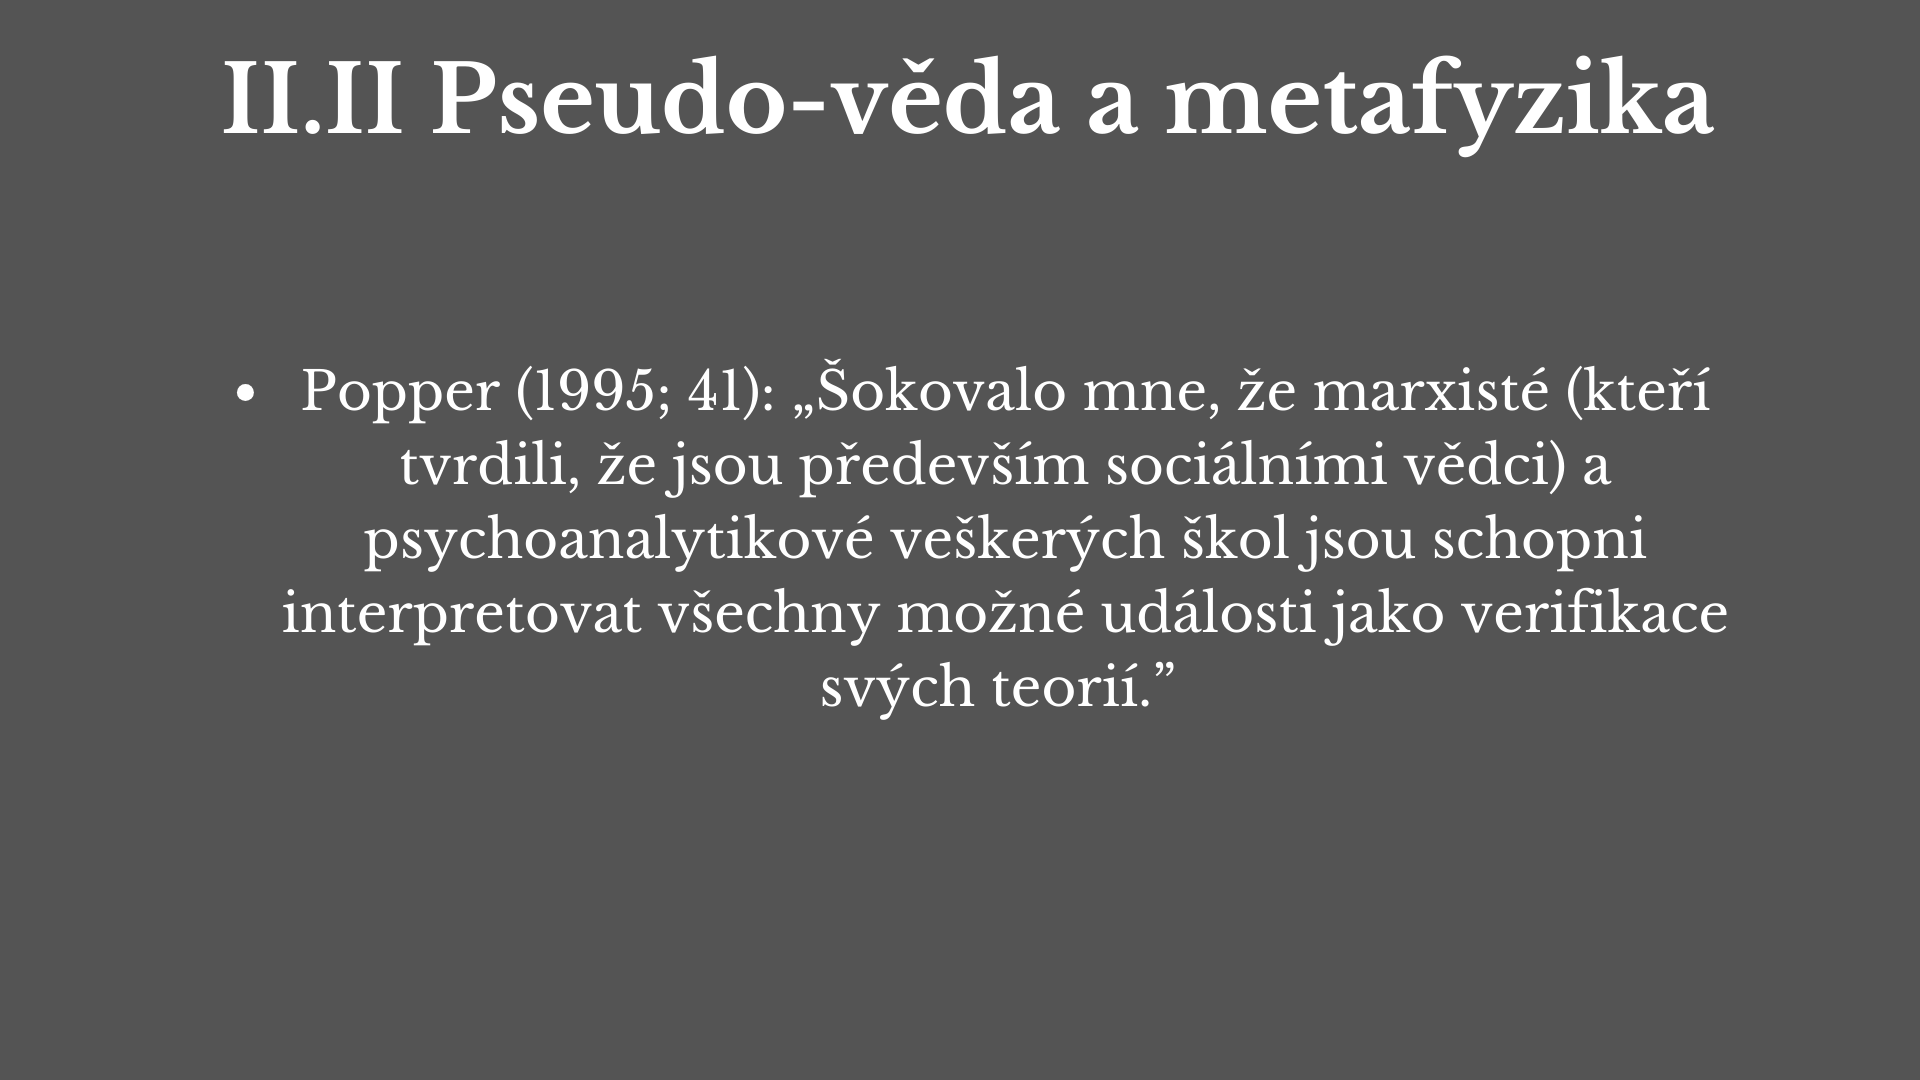 II.II Pseudo-věda a metafyzika
• Popper (1995; 41): „Šokovalo mne, že marxisté (kteří
tvrdili, že jsou především sociálními vědci) a
psychoanalytikové veškerých škol jsou schopni
interpretovat všechny možné události jako verifikace
svých teorií.”